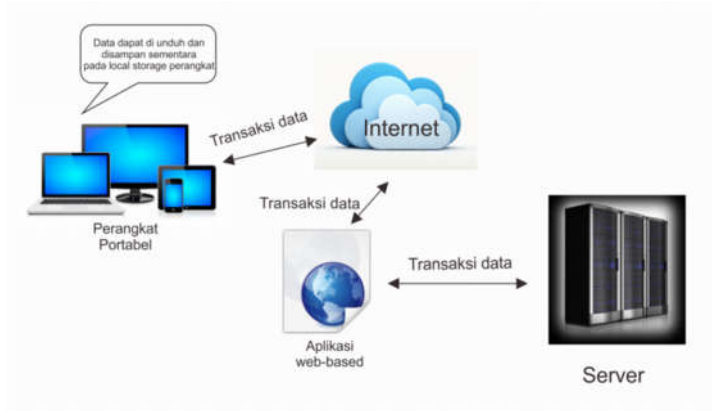 Data dapat di unduh dan
disampan sementara
pada local storage perangkat
Transaksi data
Internet
Perangkat
Portabel
Transaksi data
Transaksi data
Aplikasi
web-based
Server